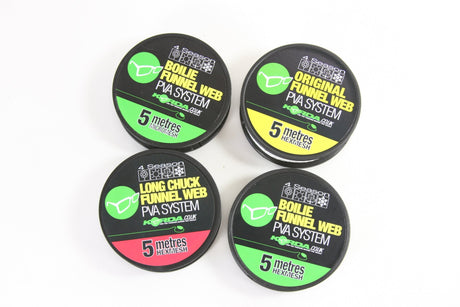 4 Season
BOILIE
FUNNEL WEB
PVA SYSTEM
KORDA.CO.UK
5 metres
HEXMESH
4 Season
ORIGINAL
FUNNEL WEB
PVA SYSTEM
KORDA.CO.UK
5 metres
HEXMESH
4 Season
LONG CHUCK
FUNNEL WEB
PVA SYSTEM
KORDA.CO.UK
5 metres
HEXMESH
4 Season
BOILIE
FUNNEL WEB
PVA SYSTEM
KORDA.CO.UK
5 metres
HEXMESH